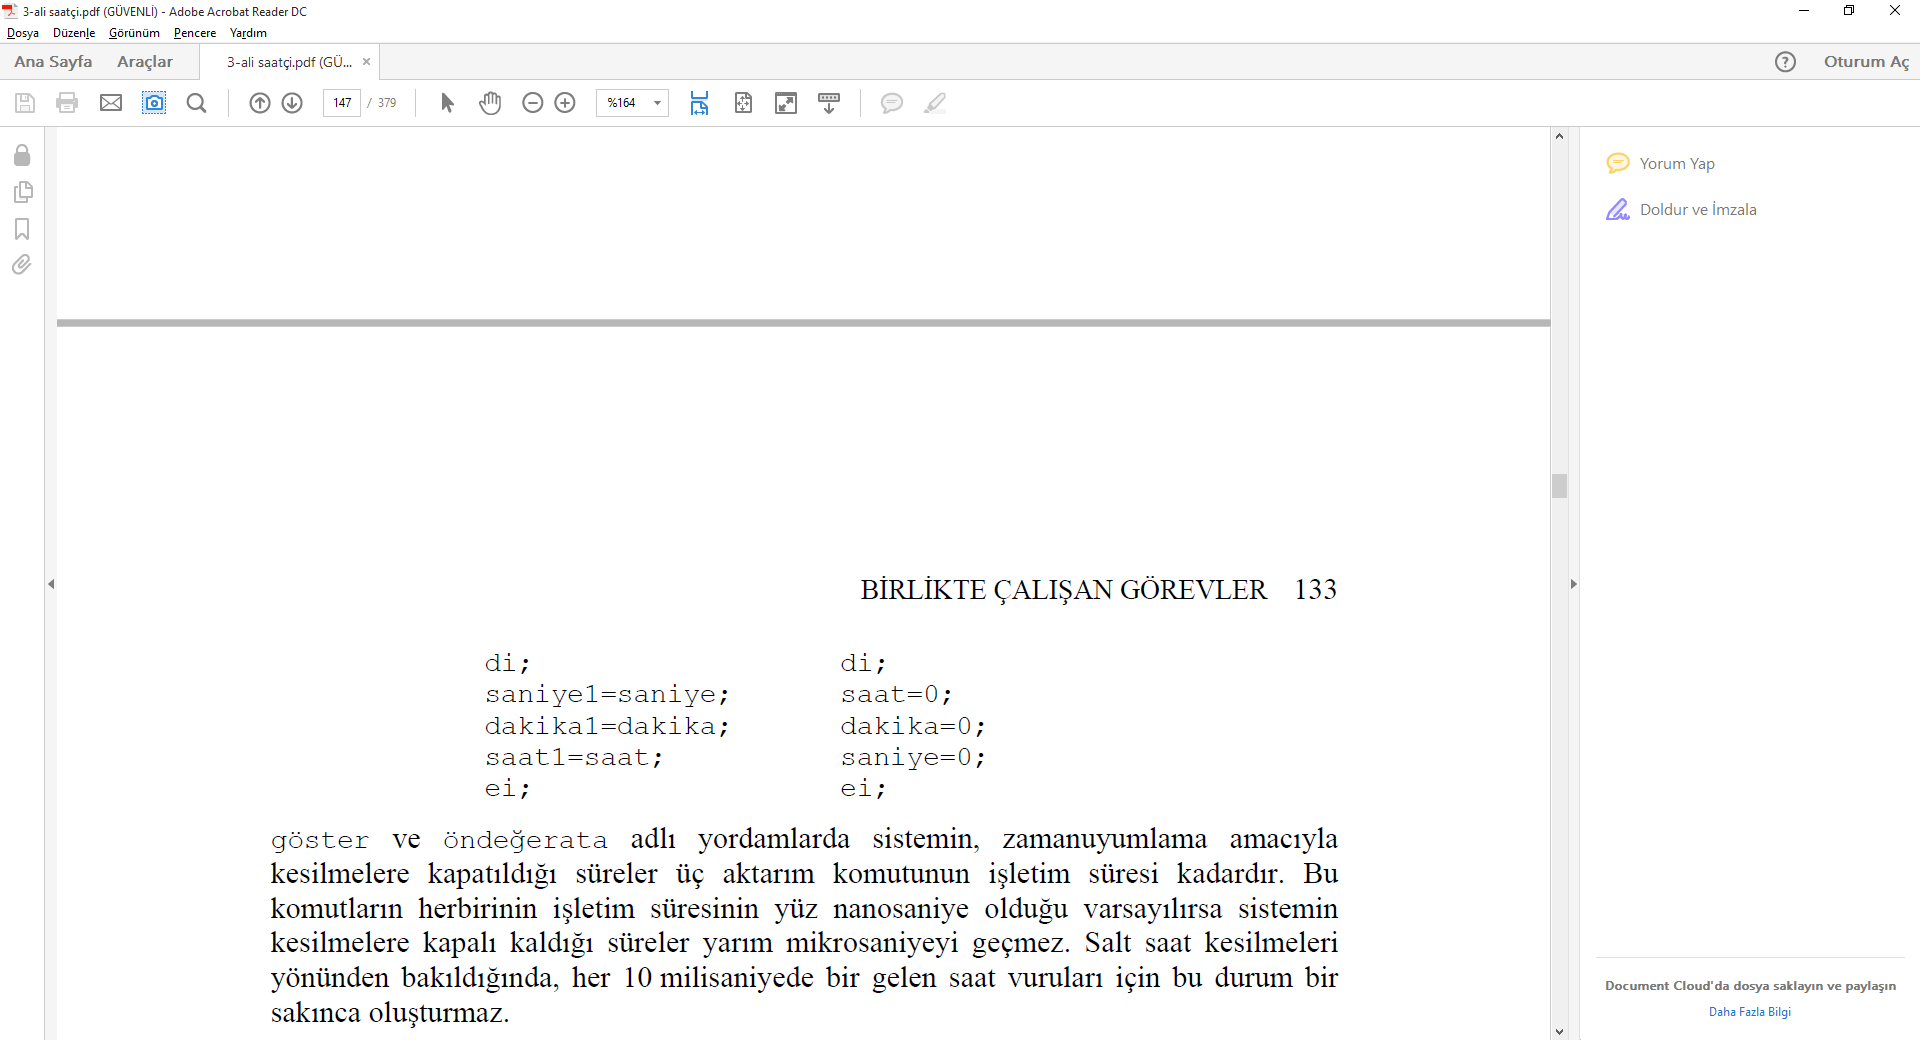 3-ali saatçi.pdf (GÜVENLİ) - Adobe Acrobat Reader DC
Dosya Düzenle Görünüm Pencere Yardım
Ana Sayfa Araçlar 3-ali saatçi.pdf (GÜ... × ? Oturum Aç
147 / 379 %164
Yorum Yap
Doldur ve İmzala
BİRLİKTE ÇALIŞAN GÖREVLER 133
di; di;
saniye1=saniye; saat=0;
dakika1=dakika; dakika=0;
saat1=saat; saniye=0;
ei; ei;
göster ve öndeğerata adlı yordamlarda sistemin, zamanuyumlama amacıyla
kesilmelere kapatıldığı süreler üç aktarım komutunun işletim süresi kadardır. Bu
komutların herbirinin işletim süresinin yüz nanosaniye olduğu varsayılırsa sistemin
kesilmelere kapalı kaldığı süreler yarım mikrosaniyeyi geçmez. Salt saat kesilmeleri
yönünden bakıldığında, her 10 milisaniyede bir gelen saat vuruları için bu durum bir
sakınca oluşturmaz.
Document Cloud'da dosya saklayın ve paylaşın
Daha Fazla Bilgi